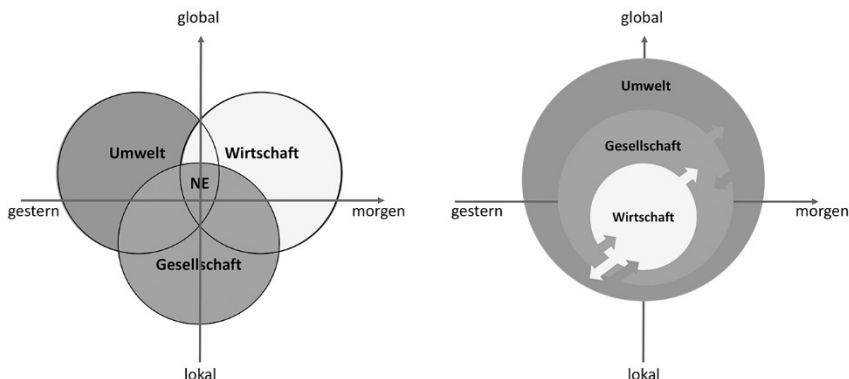 global
Umwelt
Wirtschaft
NE
gestern
morgen
Gesellschaft
lokal
global
Umwelt
Gesellschaft
Wirtschaft
gestern
morgen
lokal